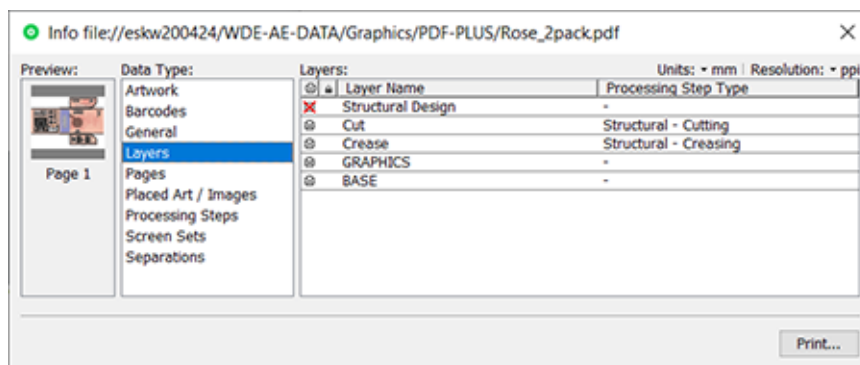 Info file://eskw200424/WDE-AE-DATA/Graphics/PDF-PLUS/Rose_2pack.pdf
Preview:
Page 1
Data Type:
Artwork
Barcodes
General
Layers
Pages
Placed Art / Images
Processing Steps
Screen Sets
Separations
Layers: Units: mm Resolution: ppi
Layer Name Processing Step Type
Structural Design -
Cut Structural - Cutting
Crease Structural - Creasing
GRAPHICS -
BASE -
Print...